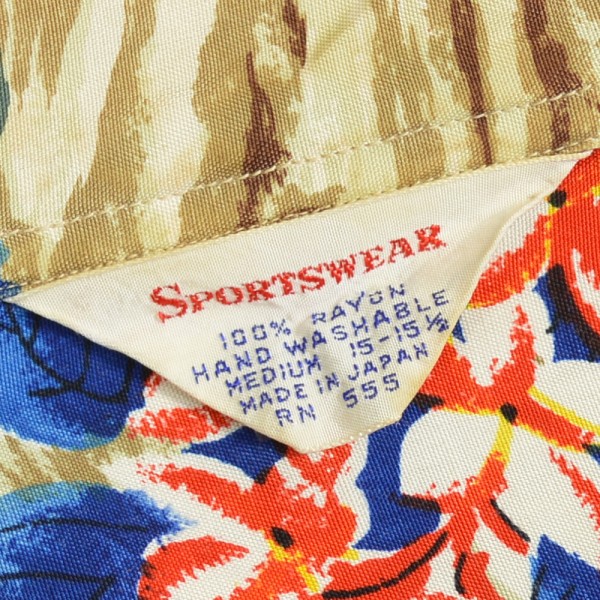 SPORTSWEAR
100% RAYON
HAND WASHABLE
MEDIUM 15-15½
MADE IN JAPAN
RN 555